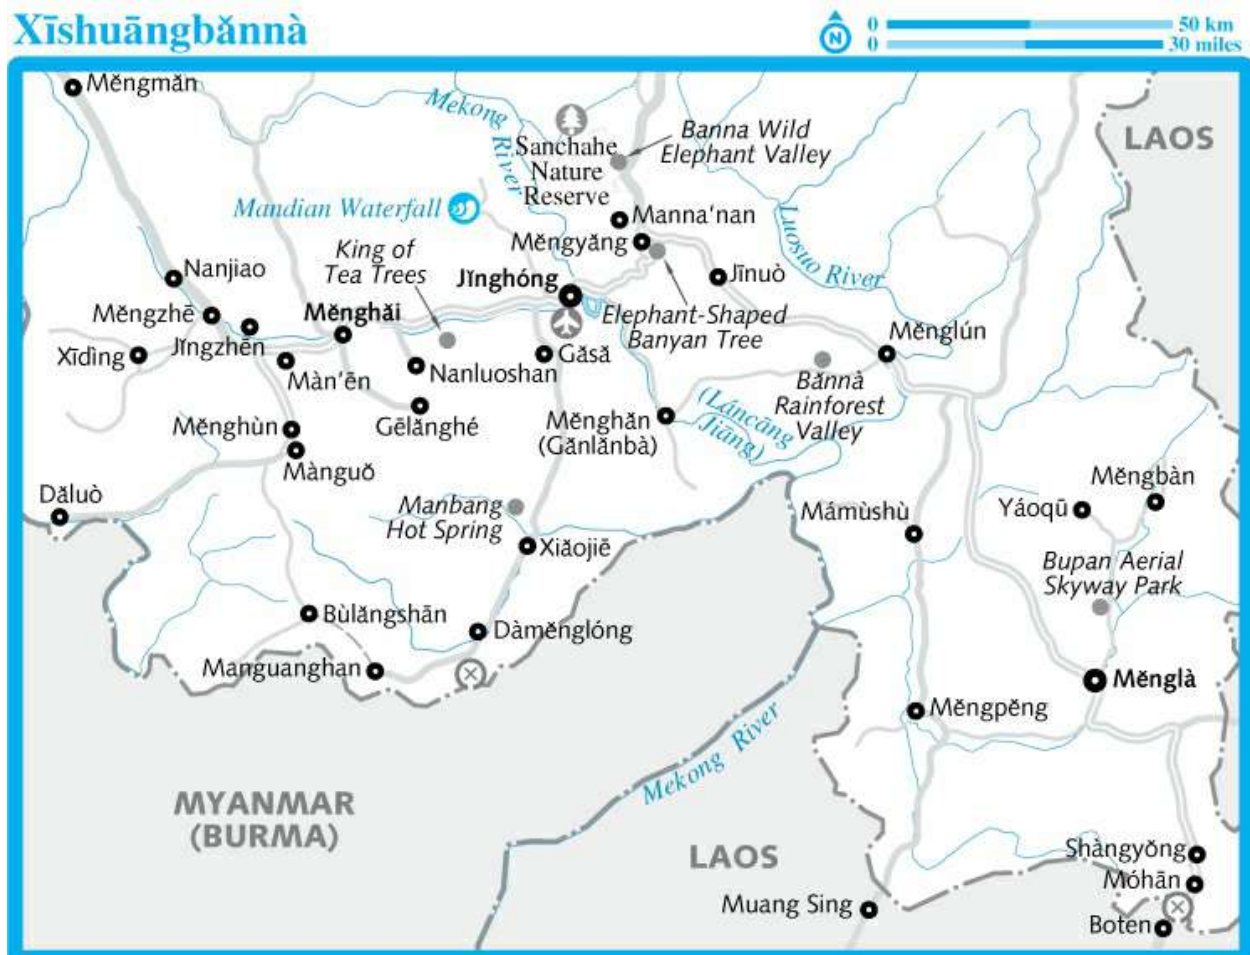 Xīshuāngbǎnnà
0 50 km
0 30 miles
N
Měngmǎn
Mekong
River
Sanchahe
Nature
Reserve
Banna Wild
Elephant Valley
LAOS
Mandian Waterfall
Manna'nan
Měngyǎng
Luosuo River
King of
Tea Trees
Nanjiao
Jǐnghóng
Jīnuò
Měngzhē
Měnghǎi
Elephant-Shaped
Banyan Tree
Měnglún
Xīdìng
Jǐngzhēn
Màn'ēn
Nanluoshan
Gǎsǎ
Bǎnnà
Rainforest
Valley
Měnghùn
Gēlǎnghé
Měnghǎn
(Gǎnlǎnbà)
(Láncāng
Jiāng)
Mànguǒ
Dǎluò
Manbang
Hot Spring
Mámùshù
Yáoqū
Měngbàn
Xiǎojiē
Bupan Aerial
Skyway Park
Bùlǎngshān
Dàměnglóng
Manguanghan
Měnglà
Měngpěng
Mekong River
MYANMAR
(BURMA)
LAOS
Shàngyǒng
Móhān
Muang Sing
Boten